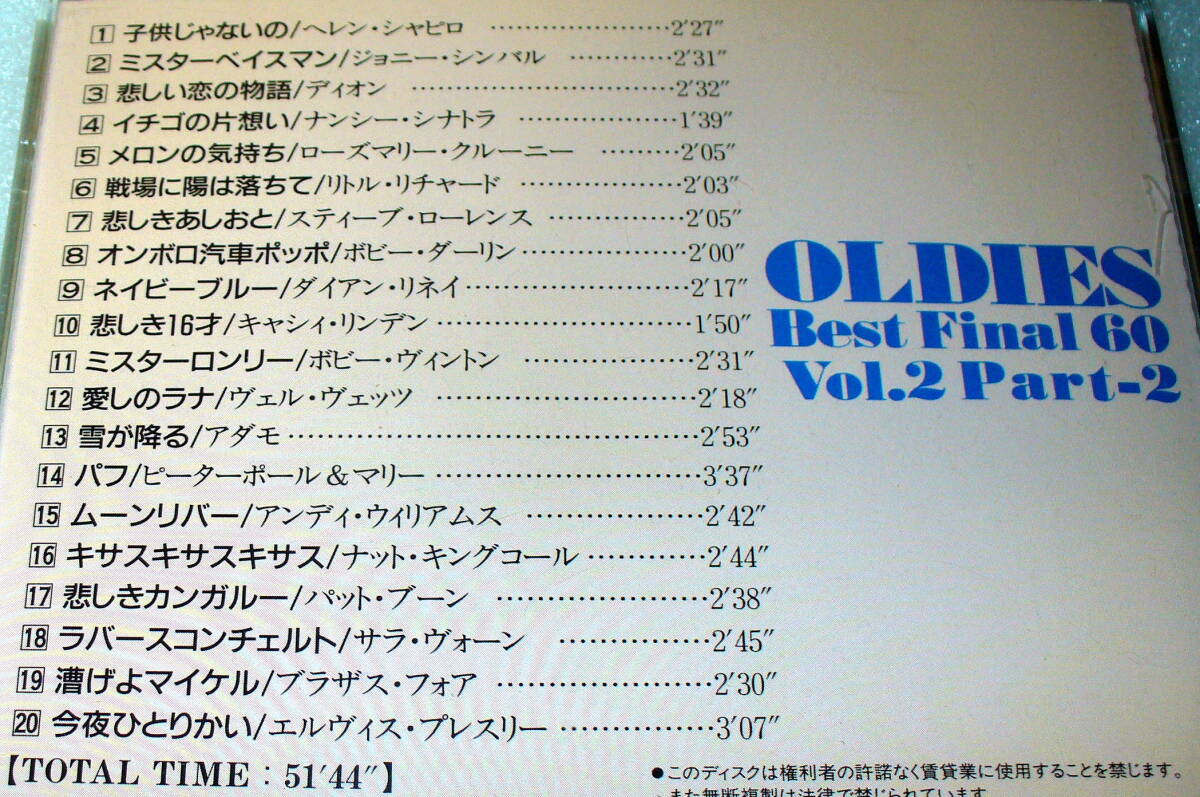 1 子供じゃないの/ヘレン・シャピロ …………………2′27″
2 ミスターベイスマン/ジョニー・シンバル …………2′31″
3 悲しい恋の物語/ディオン …………………………2′32″
4 イチゴの片想い/ナンシー・シナトラ ………………1′39″
5 メロンの気持ち/ローズマリー・クルーニー ………2′05″
6 戦場に陽は落ちて/リトル・リチャード ………………2′03″
7 悲しきあしおと/スティーブ・ローレンス ……………2′05″
8 オンボロ汽車ポッポ/ボビー・ダーリン………………2′00″
9 ネイビーブルー/ダイアン・リネイ……………………2′17″
10 悲しき16才/キャシィ・リンデン ………………………1′50″
11 ミスターロンリー/ボビー・ヴィントン ………………2′31″
12 愛しのラナ/ヴェル・ヴェッツ ………………………2′18″
13 雪が降る/アダモ……………………………………2′53″
14 パフ/ピーターポール&マリー ………………………3′37″
15 ムーンリバー/アンディ・ウィリアムス ………………2′42″
16 キサスキサスキサス/ナット・キングコール …………2′44″
17 悲しきカンガルー/パット・ブーン …………………2′38″
18 ラバースコンチェルト/サラ・ヴォーン ……………2′45″
19 漕げよマイケル/ブラザス・フォア …………………2′30″
20 今夜ひとりかい/エルヴィス・プレスリー ……………3′07″
【TOTAL TIME : 51′44″】
OLDIES
Best Final 60
Vol.2 Part-2
●このディスクは権利者の許諾なく賃貸業に使用することを禁じます。
また無断複製は法律で禁じられています。